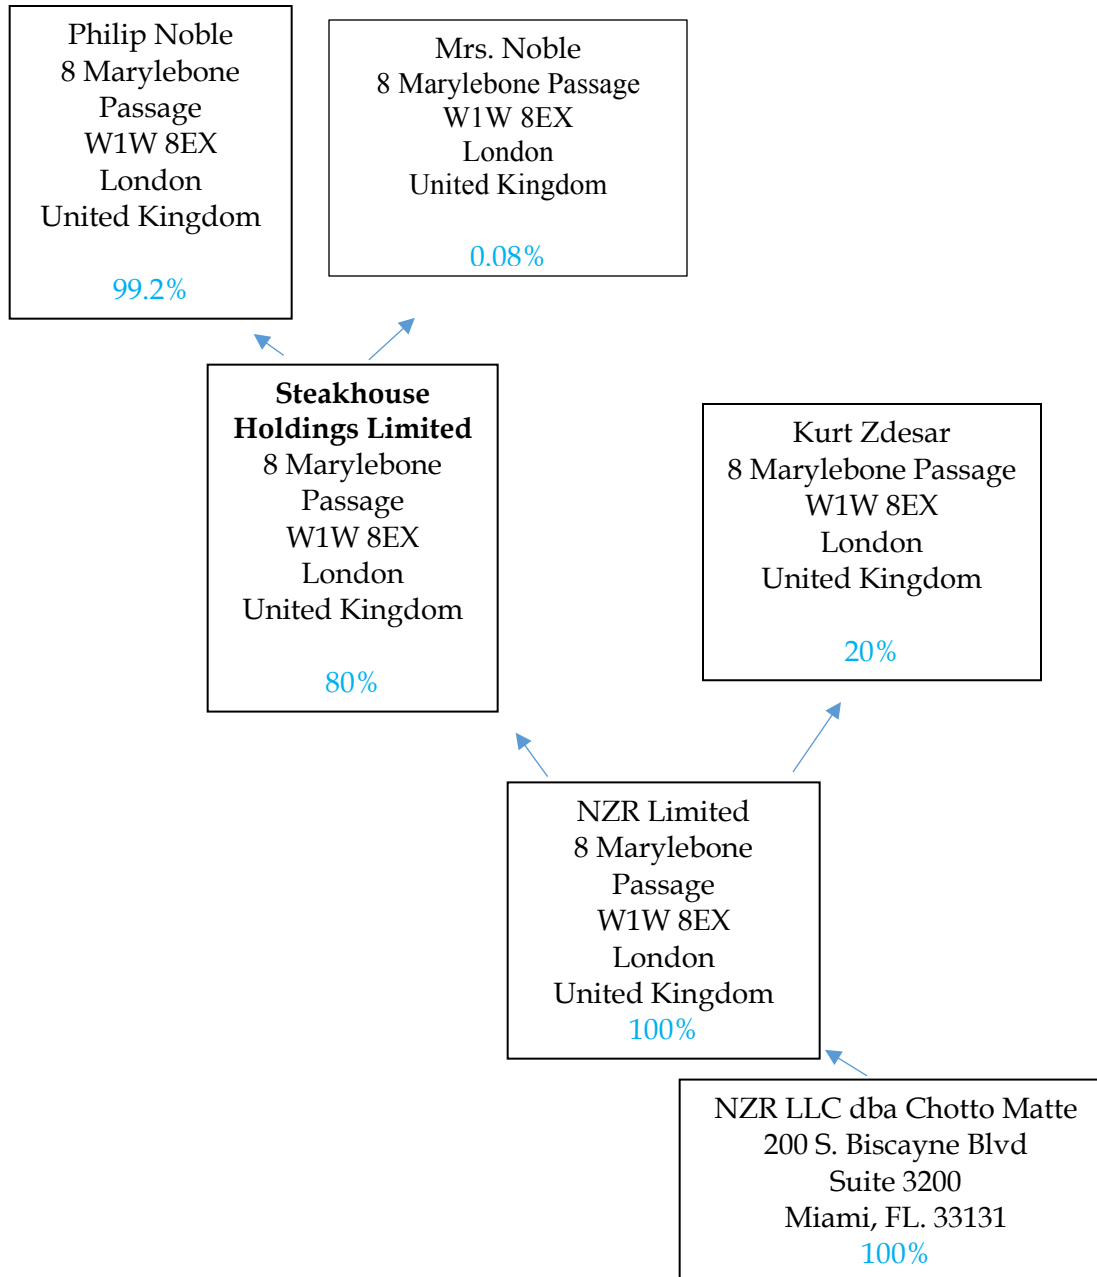 Philip Noble
8 Marylebone
Passage
W1W 8EX
London
United Kingdom
99.2%
Mrs. Noble
8 Marylebone Passage
W1W 8EX
London
United Kingdom
0.08%
Steakhouse
Holdings Limited
8 Marylebone
Passage
W1W 8EX
London
United Kingdom
80%
Kurt Zdesar
8 Marylebone Passage
W1W 8EX
London
United Kingdom
20%
NZR Limited
8 Marylebone
Passage
W1W 8EX
London
United Kingdom
100%
NZR LLC dba Chotto Matte
200 S. Biscayne Blvd
Suite 3200
Miami, FL. 33131
100%